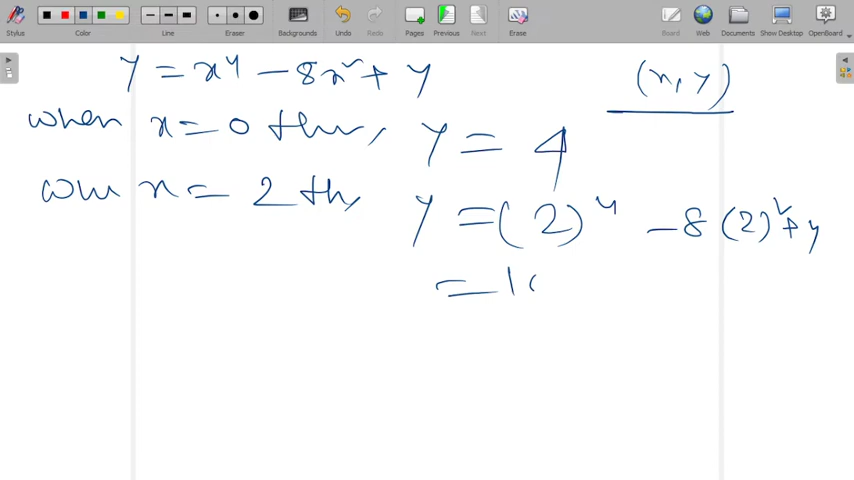 Stylus Color Line Eraser Backgrounds Undo Redo Pages Previous Next Erase Board Web Documents Show Desktop OpenBoard
y = x⁴ - 8x² + 4 (x, y)
when x = 0 then, y = 4
when x = 2 th, y = (2)⁴ - 8(2)² + 4
= 1